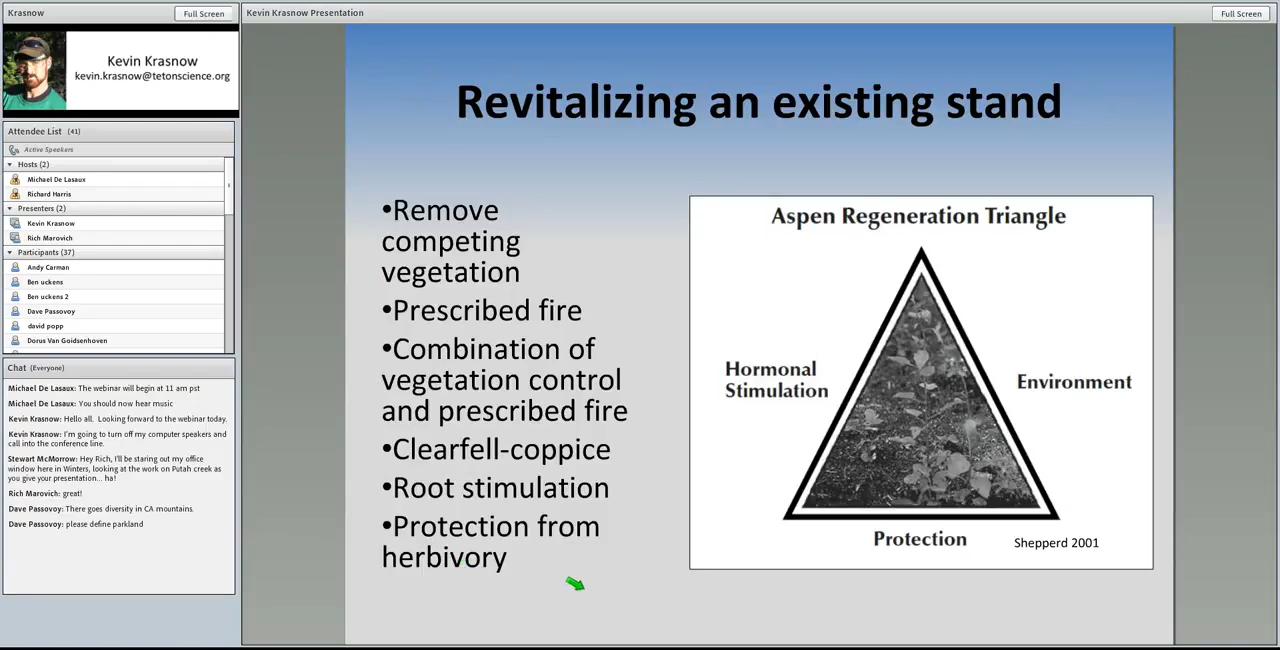 Krasnow
Full Screen
Kevin Krasnow
kevin.krasnow@tetonscience.org
Attendee List (41)
Active Speakers
Hosts (2)
Michael De Lasaux
Richard Harris
Presenters (2)
Kevin Krasnow
Rich Marovich
Participants (37)
Andy Carman
Ben uckens
Ben uckens 2
Dave Passovoy
david popp
Dorus Van Goidsenhoven
Chat (Everyone)
Michael De Lasaux: The webinar will begin at 11 am pst
Michael De Lasaux: You should now hear music
Kevin Krasnow: Hello all. Looking forward to the webinar today.
Kevin Krasnow: I'm going to turn off my computer speakers and
call into the conference line.
Stewart McMorrow: Hey Rich, I'll be staring out my office
window here in Winters, looking at the work on Putah creek as
you give your presentation... ha!
Rich Marovich: great!
Dave Passovoy: There goes diversity in CA mountains.
Dave Passovoy: please define parkland
Kevin Krasnow Presentation
Full Screen
Revitalizing an existing stand
•Remove
competing
vegetation
•Prescribed fire
•Combination of
vegetation control
and prescribed fire
•Clearfell-coppice
•Root stimulation
•Protection from
herbivory
Aspen Regeneration Triangle
Hormonal
Stimulation
Environment
Protection
Shepperd 2001